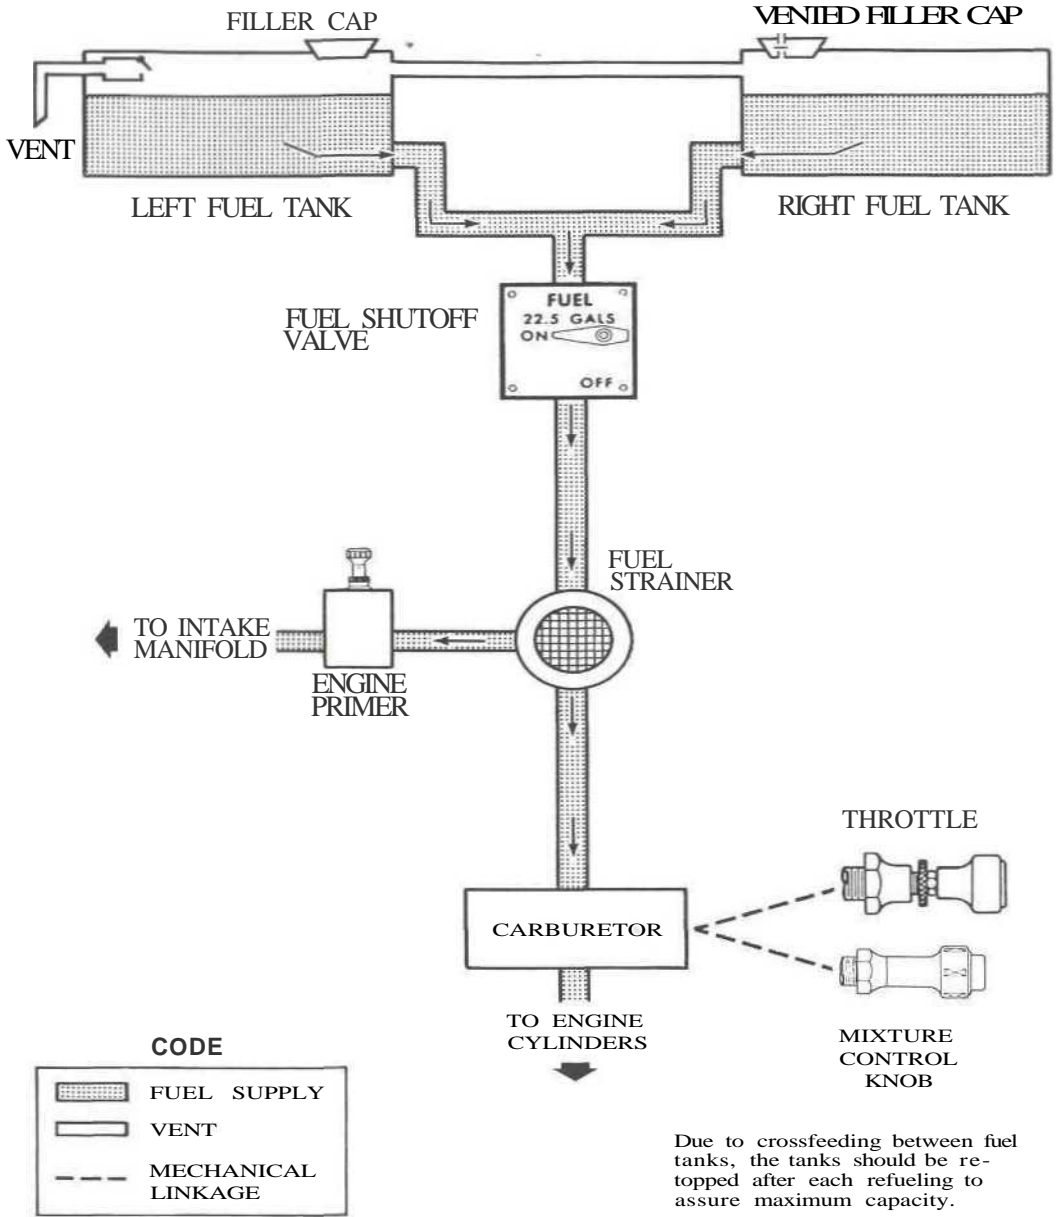 FILLER CAP
VENTED FILLER CAP
VENT
LEFT FUEL TANK
RIGHT FUEL TANK
FUEL SHUTOFF
VALVE
FUEL
22.5 GALS
ON
OFF
FUEL
STRAINER
TO INTAKE
MANIFOLD
ENGINE
PRIMER
THROTTLE
CARBURETOR
TO ENGINE
CYLINDERS
MIXTURE
CONTROL
KNOB
CODE
FUEL SUPPLY
VENT
MECHANICAL
LINKAGE
Due to crossfeeding between fuel
tanks, the tanks should be re-
topped after each refueling to
assure maximum capacity.